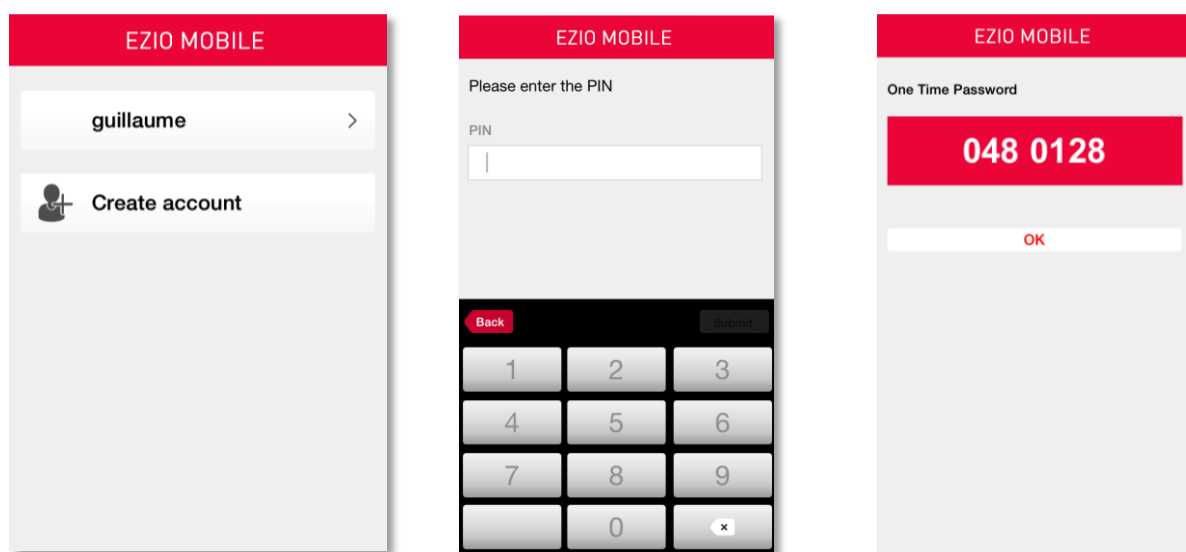 EZIO MOBILE
guillaume
Create account
EZIO MOBILE
Please enter the PIN
PIN
Back Submit
1 2 3
4 5 6
7 8 9
0 ×
EZIO MOBILE
One Time Password
048 0128
OK